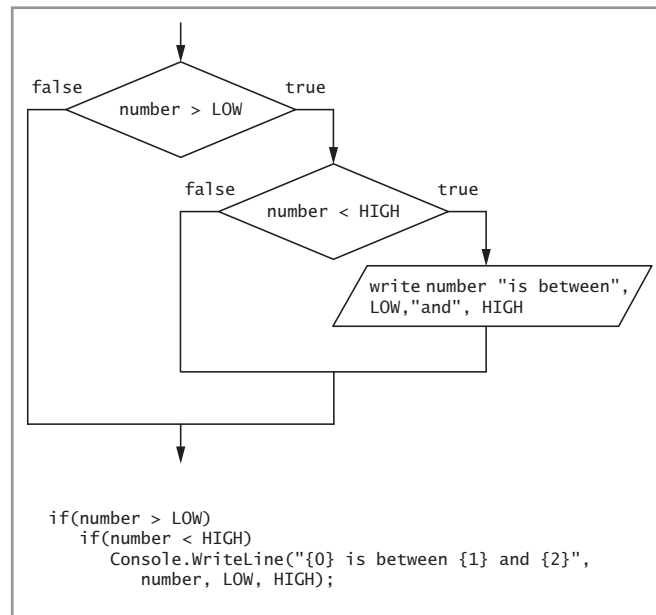 false
true
number > LOW
false
true
number < HIGH
write number "is between",
LOW,"and", HIGH
if(number > LOW)
if(number < HIGH)
Console.WriteLine("{0} is between {1} and {2}",
number, LOW, HIGH);